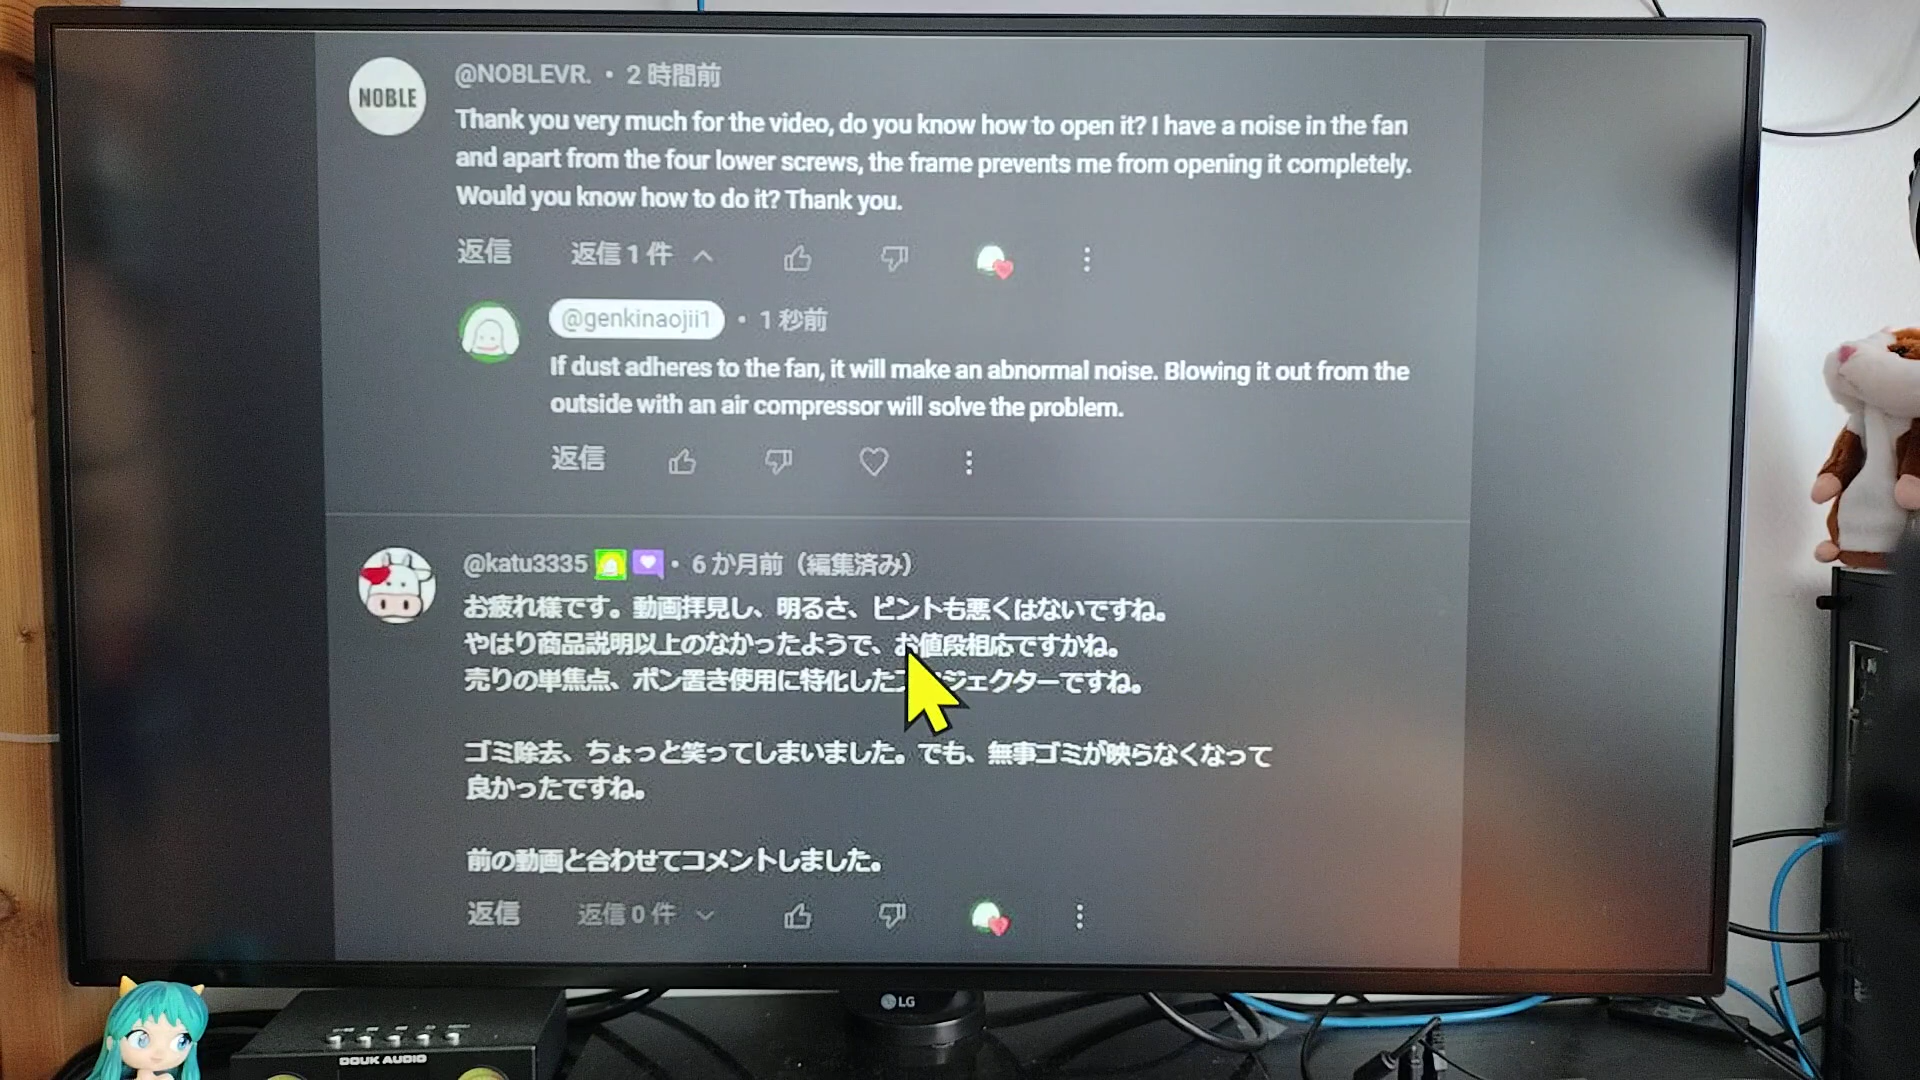 @NOBLEVR. • 2 時間前
NOBLE
Thank you very much for the video, do you know how to open it? I have a noise in the fan
and apart from the four lower screws, the frame prevents me from opening it completely.
Would you know how to do it? Thank you.
返信 返信 1 件
@genkinaojii1 • 1 秒前
If dust adheres to the fan, it will make an abnormal noise. Blowing it out from the
outside with an air compressor will solve the problem.
返信
@katu3335 • 6 か月前（編集済み）
お疲れ様です。動画拝見し、明るさ、ピントも悪くはないですね。
やはり商品説明以上のなかったようで、お値段相応ですかね。
売りの単焦点、ポン置き使用に特化した ジェクターですね。
ゴミ除去、ちょっと笑ってしまいました。でも、無事ゴミが映らなくなって
良かったですね。
前の動画と合わせてコメントしました。
返信 返信 0 件
LG
DOUK AUDIO